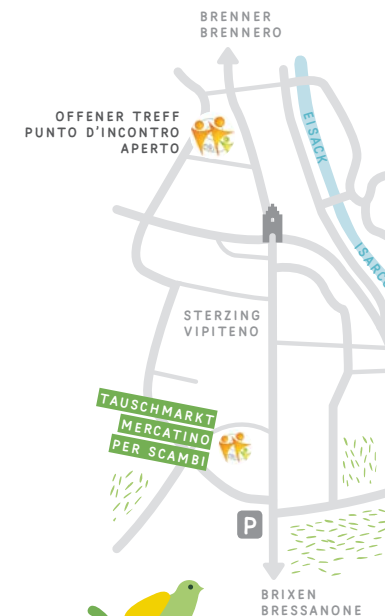 BRENNER
BRENNERO
OFFENER TREFF
PUNTO D'INCONTRO
APERTO
EISACK
ISARCO
STERZING
VIPITENO
TAUSCHMARKT
MERCATINO
PER SCAMBI
P
BRIXEN
BRESSANONE